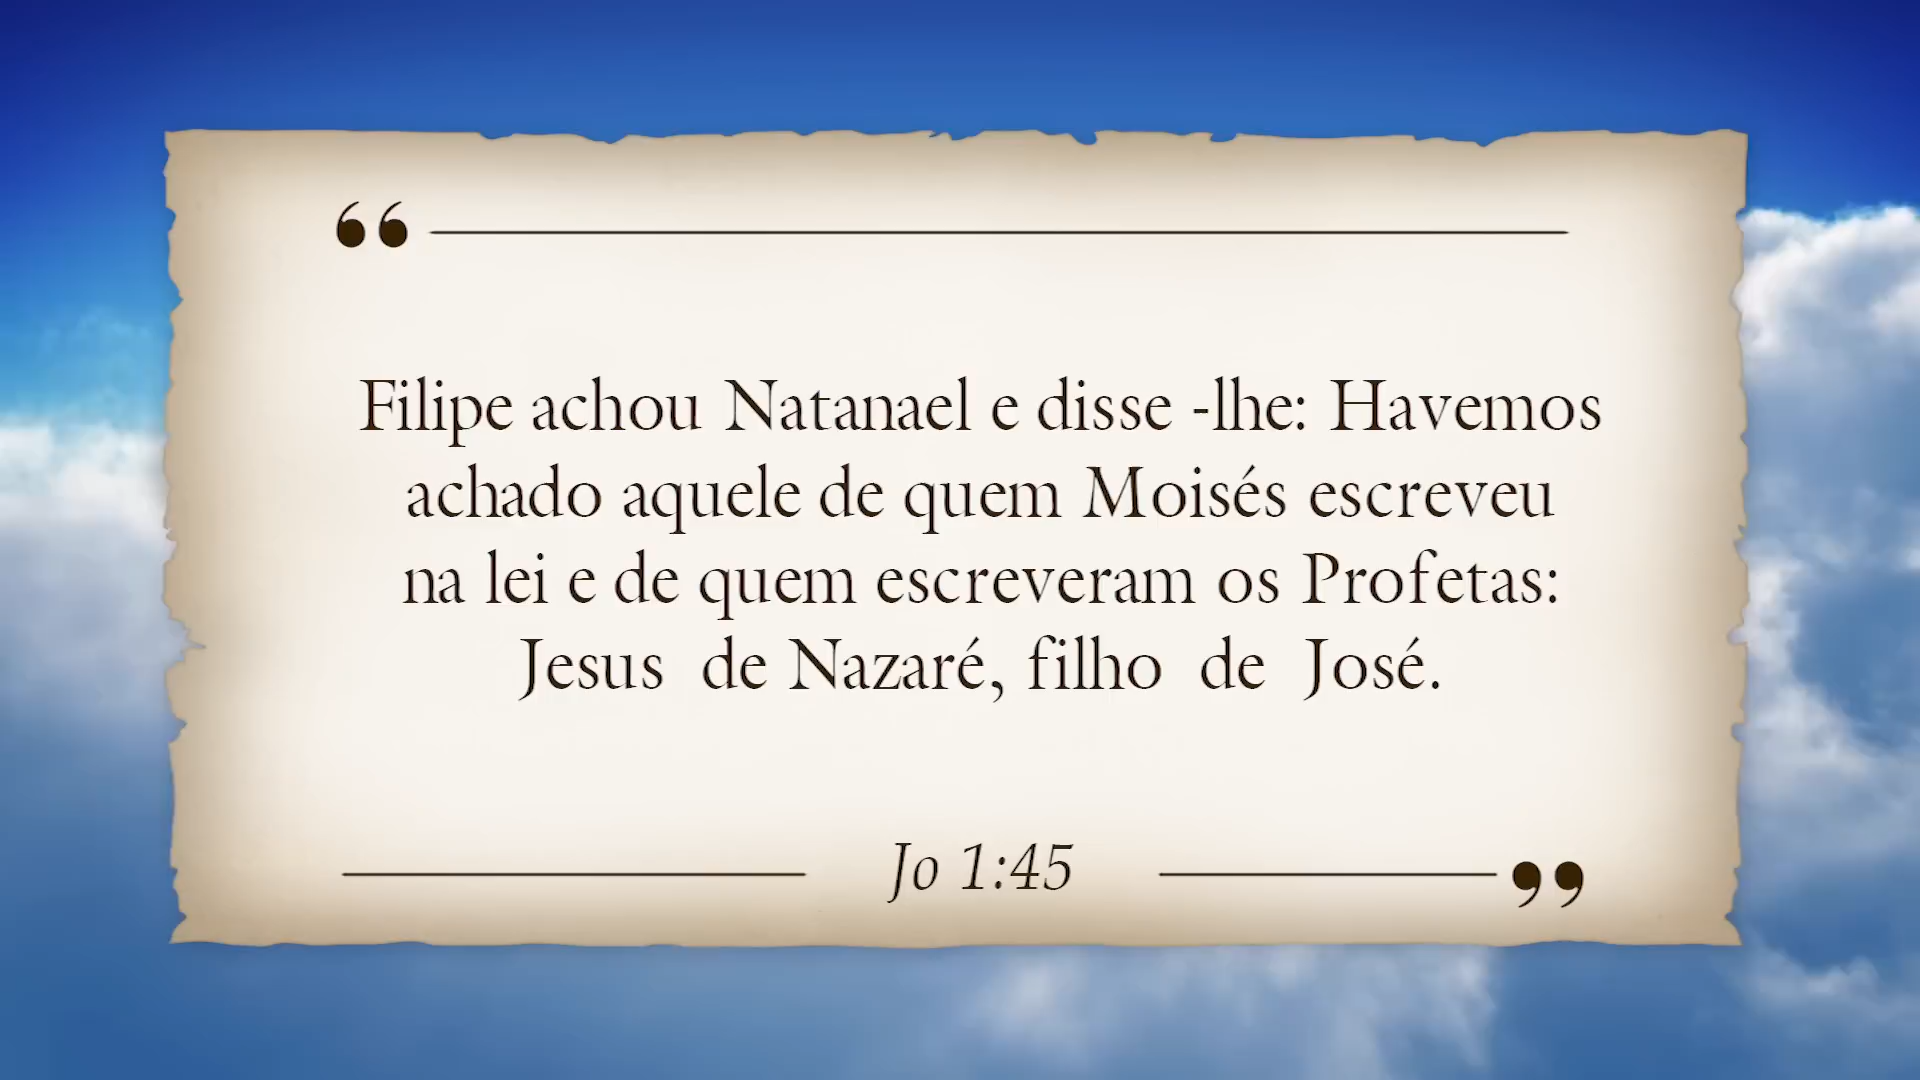 “
Filipe achou Natanael e disse -lhe: Havemos
achado aquele de quem Moisés escreveu
na lei e de quem escreveram os Profetas:
Jesus de Nazaré, filho de José.
Jo 1:45
”